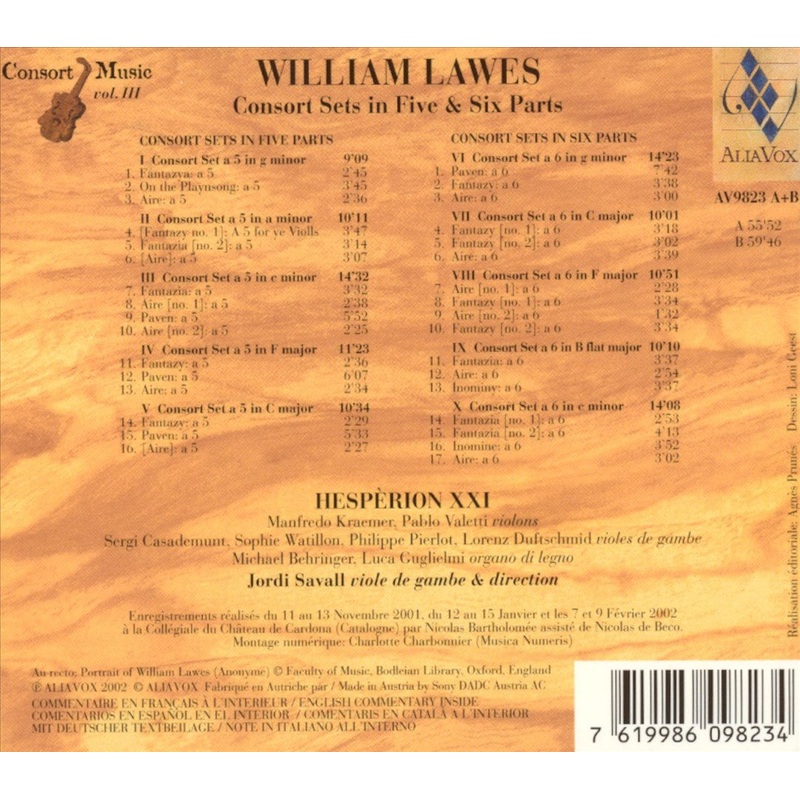 Consort Music
vol. III
WILLIAM LAWES
Consort Sets in Five & Six Parts
ALIAVOX
AV9823 A+B
A 55'52
B 59'46
CONSORT SETS IN FIVE PARTS
I Consort Set a 5 in g minor 9'09
1. Fantazya: a 5 2'45
2. On the Playnsong: a 5 3'45
3. Aire: a 5 2'36
II Consort Set a 5 in a minor 10'11
4. [Fantazy no. 1]: A 5 for ye Violls 3'47
5. Fantazia [no. 2]: a 5 3'14
6. [Aire]: a 5 3'07
III Consort Set a 5 in c minor 14'32
7. Fantazia: a 5 3'32
8. Aire [no. 1]: a 5 2'38
9. Paven: a 5 5'52
10. Aire [no. 2]: a 5 2'25
IV Consort Set a 5 in F major 11'23
11. Fantazy: a 5 2'36
12. Paven: a 5 6'07
13. Aire: a 5 2'34
V Consort Set a 5 in C major 10'34
14. Fantazy: a 5 2'29
15. Paven: a 5 5'33
16. [Aire]: a 5 2'27
CONSORT SETS IN SIX PARTS
VI Consort Set a 6 in g minor 14'23
1. Paven: a 6 7'42
2. Fantazy: a 6 3'38
3. Aire: a 6 3'00
VII Consort Set a 6 in C major 10'01
4. Fantazy [no. 1]: a 6 3'18
5. Fantazy [no. 2]: a 6 3'02
6. Aire: a 6 3'39
VIII Consort Set a 6 in F major 10'51
7. Aire [no. 1]: a 6 2'28
8. Fantazy [no. 1]: a 6 3'34
9. Aire [no. 2]: a 6 1'32
10. Fantazy [no. 2]: a 6 3'34
IX Consort Set a 6 in B flat major 10'10
11. Fantazia: a 6 3'37
12. Aire: a 6 2'54
13. Inominy: a 6 3'37
X Consort Set a 6 in c minor 14'08
14. Fantazia [no. 1]: a 6 2'53
15. Fantazia [no. 2]: a 6 4'13
16. Inomine: a 6 3'52
17. Aire: a 6 3'02
HESPÈRION XXI
Manfredo Kraemer, Pablo Valetti violons
Sergi Casademunt, Sophie Watillon, Philippe Pierlot, Lorenz Duftschmid violes de gambe
Michael Behringer, Luca Guglielmi organo di legno
Jordi Savall viole de gambe & direction
Enregistrements réalisés du 11 au 13 Novembre 2001, du 12 au 15 Janvier et les 7 et 9 Février 2002
à la Collégiale du Château de Cardona (Catalogne) par Nicolas Bartholomée assisté de Nicolas de Beco.
Montage numérique: Charlotte Charbonnier (Musica Numeris)
Au recto: Portrait of William Lawes (Anonyme) © Faculty of Music, Bodleian Library, Oxford, England
℗ ALIAVOX 2002 © ALIAVOX Fabriqué en Autriche par / Made in Austria by Sony DADC Austria AG
COMMENTAIRE EN FRANÇAIS À L'INTERIEUR / ENGLISH COMMENTARY INSIDE
COMENTARIOS EN ESPAÑOL EN EL INTERIOR / COMENTARIS EN CATALÀ A L'INTERIOR
MIT DEUTSCHER TEXTBEILAGE / NOTE IN ITALIANO ALL'INTERNO
7 619986 098234
Réalisation éditoriale: Agnès Prunés Dessin: Loni Geest